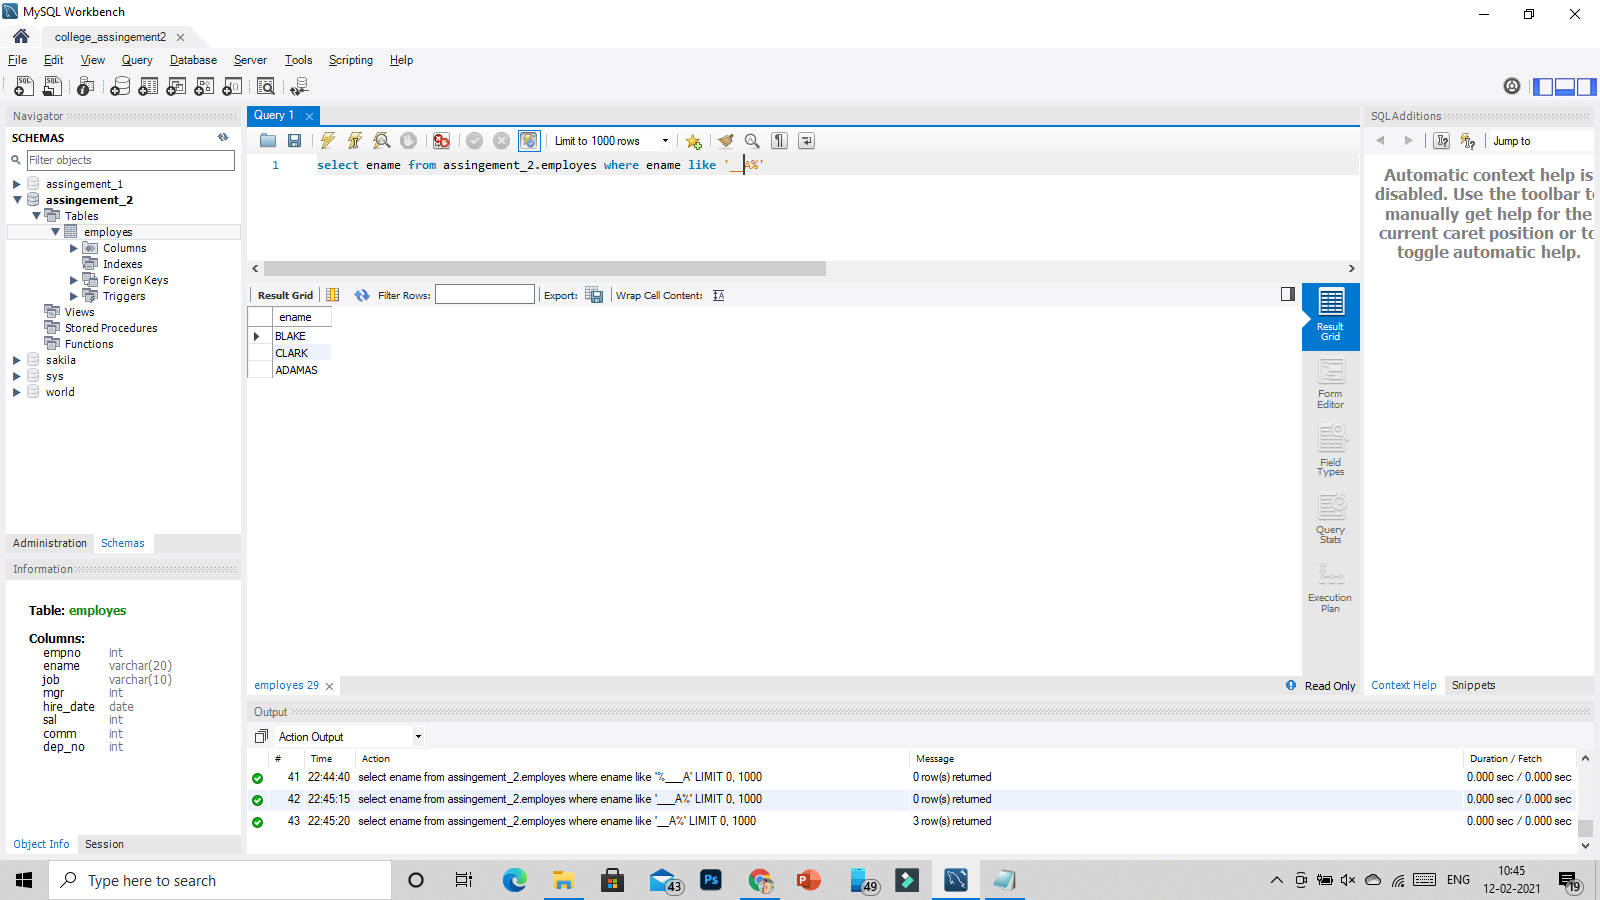 MySQL Workbench
college_assingement2
File Edit View Query Database Server Tools Scripting Help
Navigator
SCHEMAS
Filter objects
assingement_1
assingement_2
Tables
employes
Columns
Indexes
Foreign Keys
Triggers
Views
Stored Procedures
Functions
sakila
sys
world
Administration Schemas
Information
Table: employes
Columns:
empno int
ename varchar(20)
job varchar(10)
mgr int
hire_date date
sal int
comm int
dep_no int
Object Info Session
Query 1
Limit to 1000 rows
1 select ename from assingement_2.employes where ename like '__A%'
Result Grid Filter Rows: Export: Wrap Cell Content:
ename
BLAKE
CLARK
ADAMAS
Result Grid
Form Editor
Field Types
Query Stats
Execution Plan
employes 29
Read Only
SQLAdditions
Jump to
Automatic context help is
disabled. Use the toolbar to
manually get help for the
current caret position or to
toggle automatic help.
Context Help Snippets
Output
Action Output
# Time Action Message Duration / Fetch
41 22:44:40 select ename from assingement_2.employes where ename like '%___A' LIMIT 0, 1000 0 row(s) returned 0.000 sec / 0.000 sec
42 22:45:15 select ename from assingement_2.employes where ename like '___A%' LIMIT 0, 1000 0 row(s) returned 0.000 sec / 0.000 sec
43 22:45:20 select ename from assingement_2.employes where ename like '__A%' LIMIT 0, 1000 3 row(s) returned 0.000 sec / 0.000 sec
Type here to search
43
Ps
49
ENG
10:45
12-02-2021
19